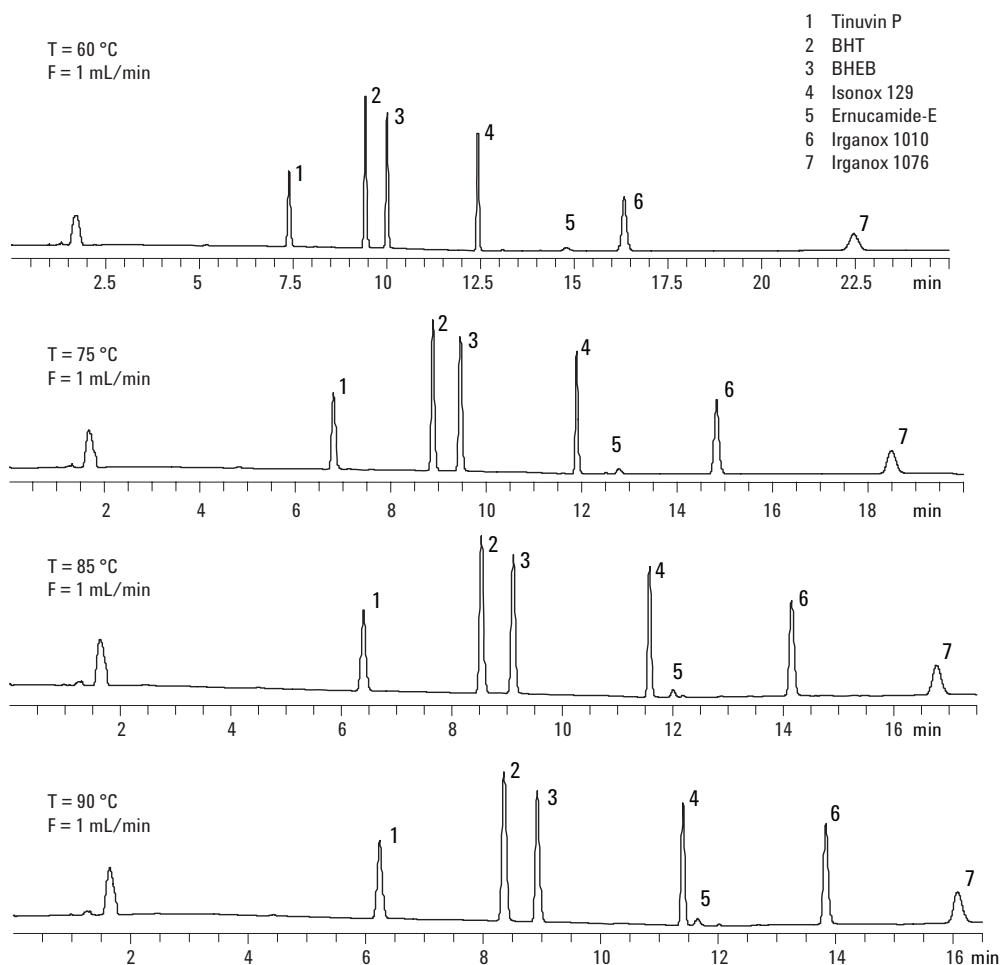 1 Tinuvin P
2 BHT
3 BHEB
4 Isonox 129
5 Ernucamide-E
6 Irganox 1010
7 Irganox 1076
T = 60 °C
F = 1 mL/min
1 2 3 4 5 6 7
2.5 5 7.5 10 12.5 15 17.5 20 22.5 min
T = 75 °C
F = 1 mL/min
1 2 3 4 5 6 7
2 4 6 8 10 12 14 16 18 min
T = 85 °C
F = 1 mL/min
1 2 3 4 5 6 7
2 4 6 8 10 12 14 16 min
T = 90 °C
F = 1 mL/min
1 2 3 4 5 6 7
2 4 6 8 10 12 14 16 min